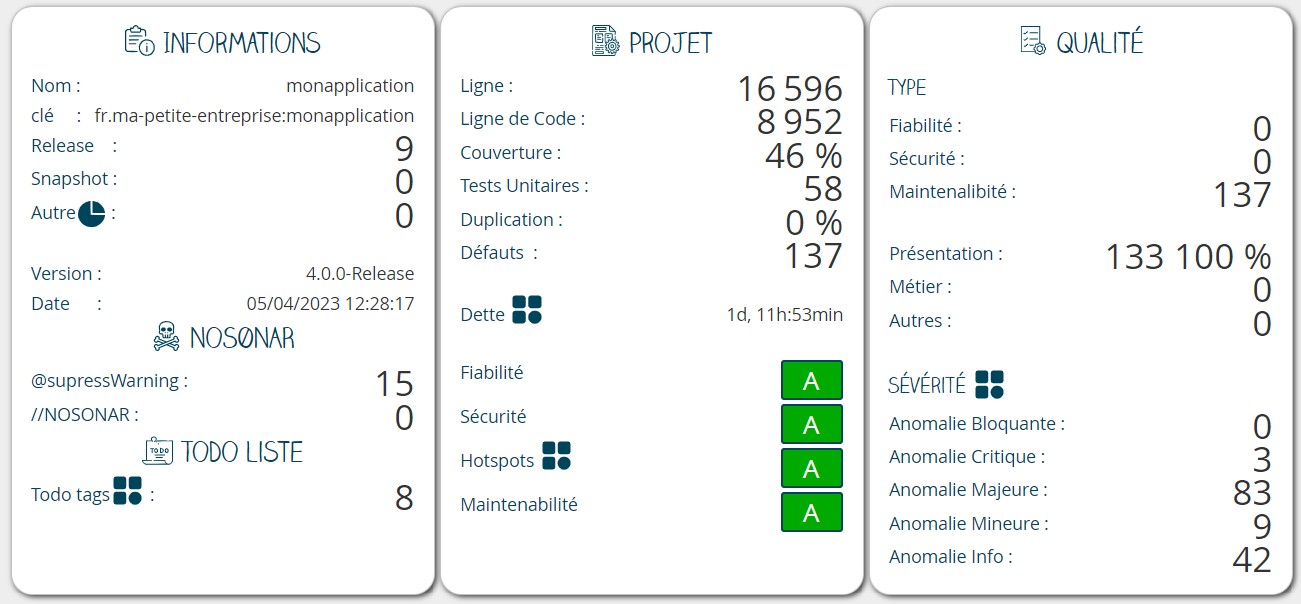 INFORMATIONS
Nom : monapplication
clé : fr.ma-petite-entreprise:monapplication
Release : 9
Snapshot : 0
Autre : 0
Version : 4.0.0-Release
Date : 05/04/2023 12:28:17
NOSØNAR
@supressWarning : 15
//NOSONAR : 0
TO DO
TODO LISTE
Todo tags : 8
PROJET
Ligne : 16 596
Ligne de Code : 8 952
Couverture : 46 %
Tests Unitaires : 58
Duplication : 0 %
Défauts : 137
Dette 1d, 11h:53min
Fiabilité A
Sécurité A
Hotspots A
Maintenabilité A
QUALITÉ
TYPE
Fiabilité : 0
Sécurité : 0
Maintenalibité : 137
Présentation : 133 100 %
Métier : 0
Autres : 0
SÉVÉRITÉ
Anomalie Bloquante : 0
Anomalie Critique : 3
Anomalie Majeure : 83
Anomalie Mineure : 9
Anomalie Info : 42